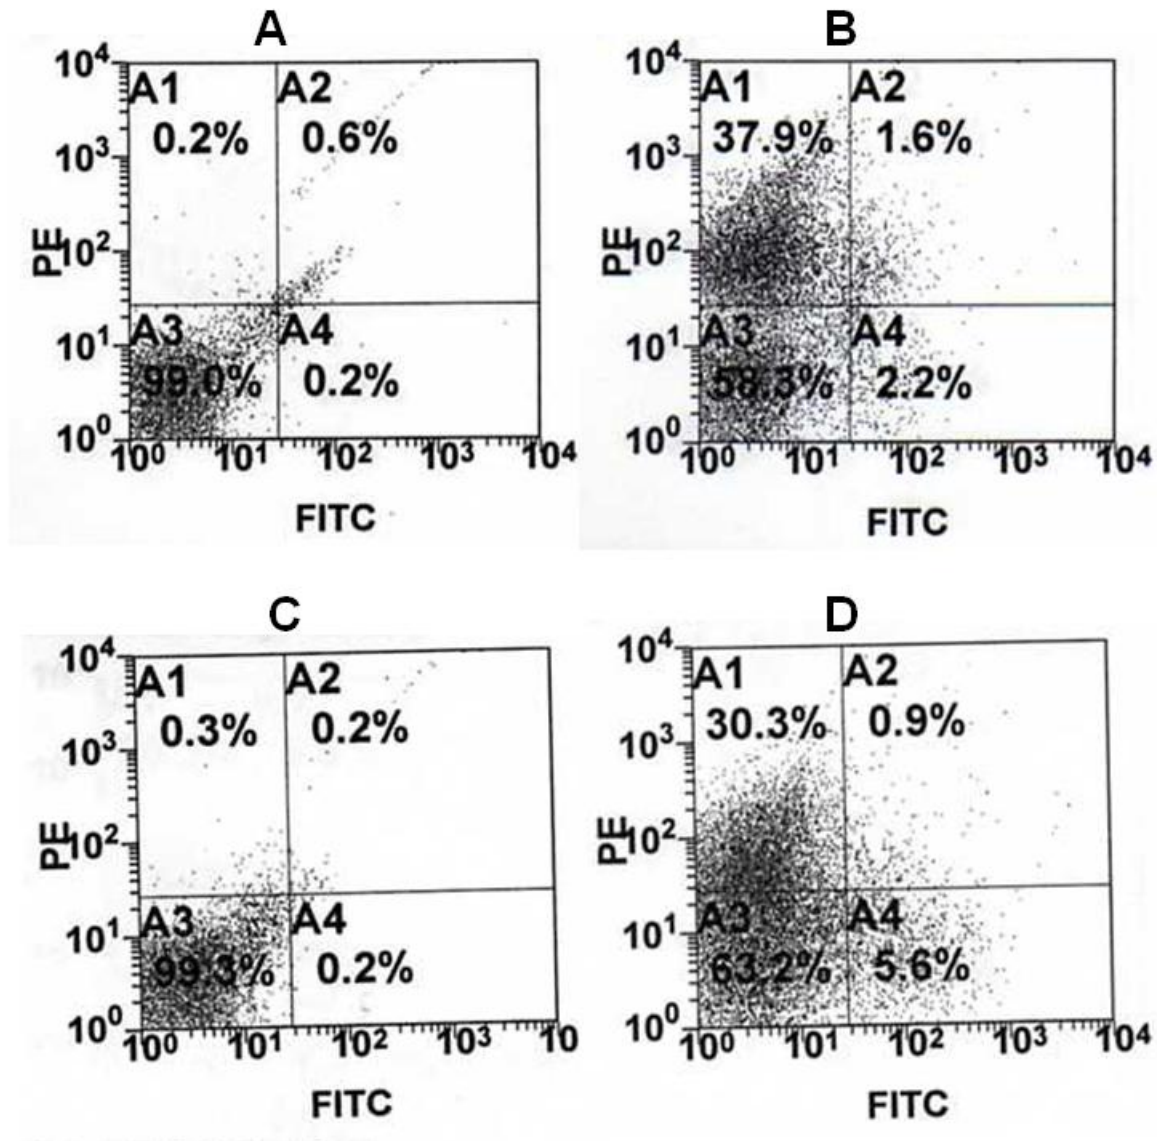 A
10⁴ A1 A2
0.2% 0.6%
10³
PE 10²
A3 A4
10¹
99.0% 0.2%
10⁰
10⁰ 10¹ 10² 10³ 10⁴
FITC
B
10⁴ A1 A2
37.9% 1.6%
10³
PE 10²
A3 A4
10¹
58.3% 2.2%
10⁰
10⁰ 10¹ 10² 10³ 10⁴
FITC
C
10⁴ A1 A2
0.3% 0.2%
10³
PE 10²
A3 A4
10¹
99.3% 0.2%
10⁰
10⁰ 10¹ 10² 10³ 10
FITC
D
10⁴ A1 A2
30.3% 0.9%
10³
PE 10²
A3 A4
10¹
63.2% 5.6%
10⁰
10⁰ 10¹ 10² 10³ 10⁴
FITC